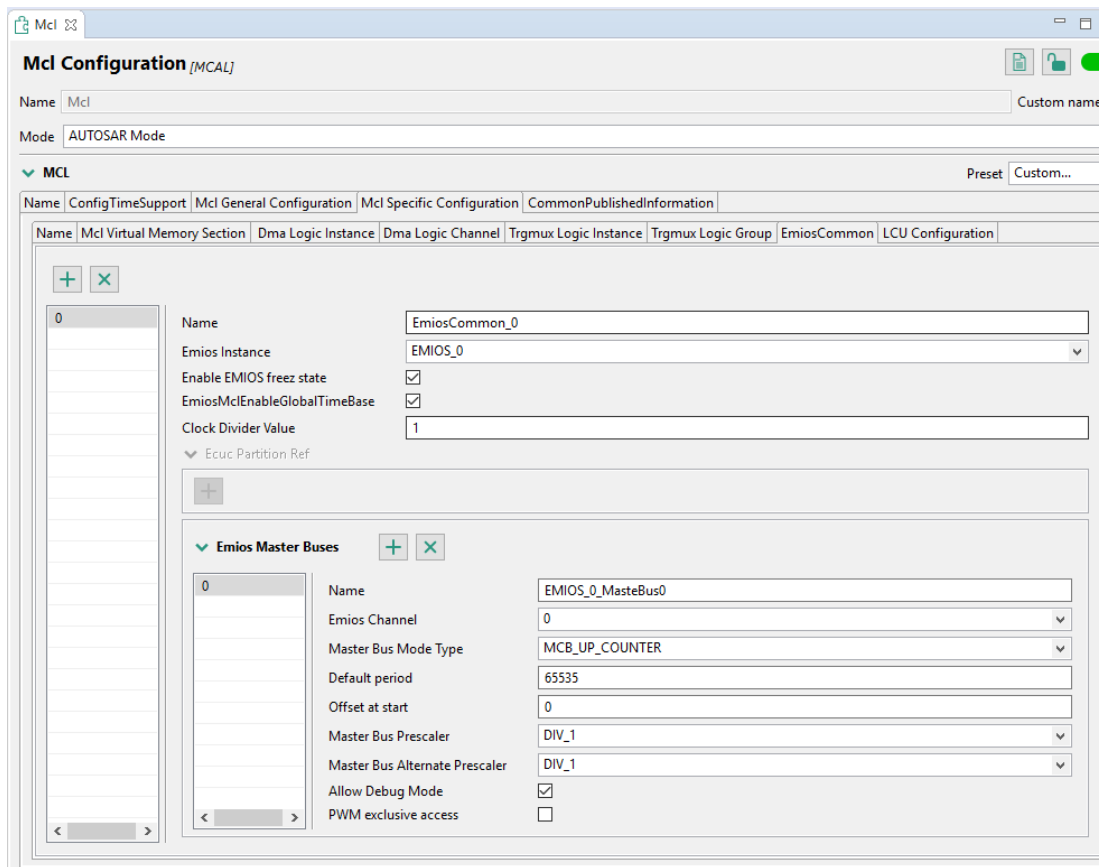 Mcl
Mcl Configuration [MCAL]
Name Mcl Custom name
Mode AUTOSAR Mode
MCL Preset Custom...
Name ConfigTimeSupport Mcl General Configuration Mcl Specific Configuration CommonPublishedInformation
Name Mcl Virtual Memory Section Dma Logic Instance Dma Logic Channel Trgmux Logic Instance Trgmux Logic Group EmiosCommon LCU Configuration
0
Name EmiosCommon_0
Emios Instance EMIOS_0
Enable EMIOS freez state
EmiosMclEnableGlobalTimeBase
Clock Divider Value 1
Ecuc Partition Ref
Emios Master Buses
0
Name EMIOS_0_MasteBus0
Emios Channel 0
Master Bus Mode Type MCB_UP_COUNTER
Default period 65535
Offset at start 0
Master Bus Prescaler DIV_1
Master Bus Alternate Prescaler DIV_1
Allow Debug Mode
PWM exclusive access